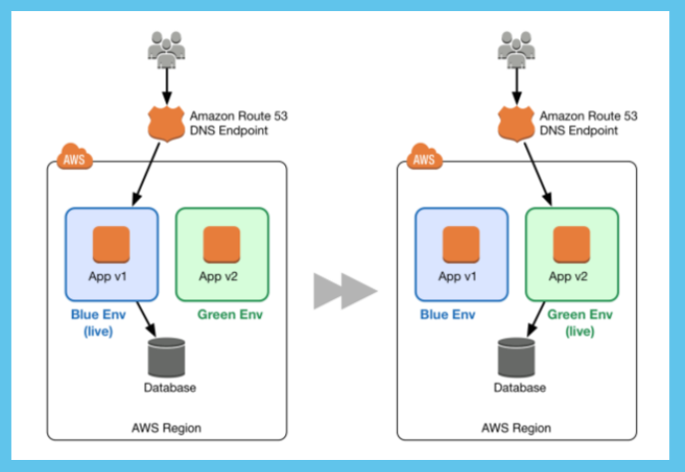 Amazon Route 53
DNS Endpoint
AWS
App v1
App v2
Blue Env
(live)
Green Env
Database
AWS Region
Amazon Route 53
DNS Endpoint
AWS
App v1
App v2
Blue Env
Green Env
(live)
Database
AWS Region